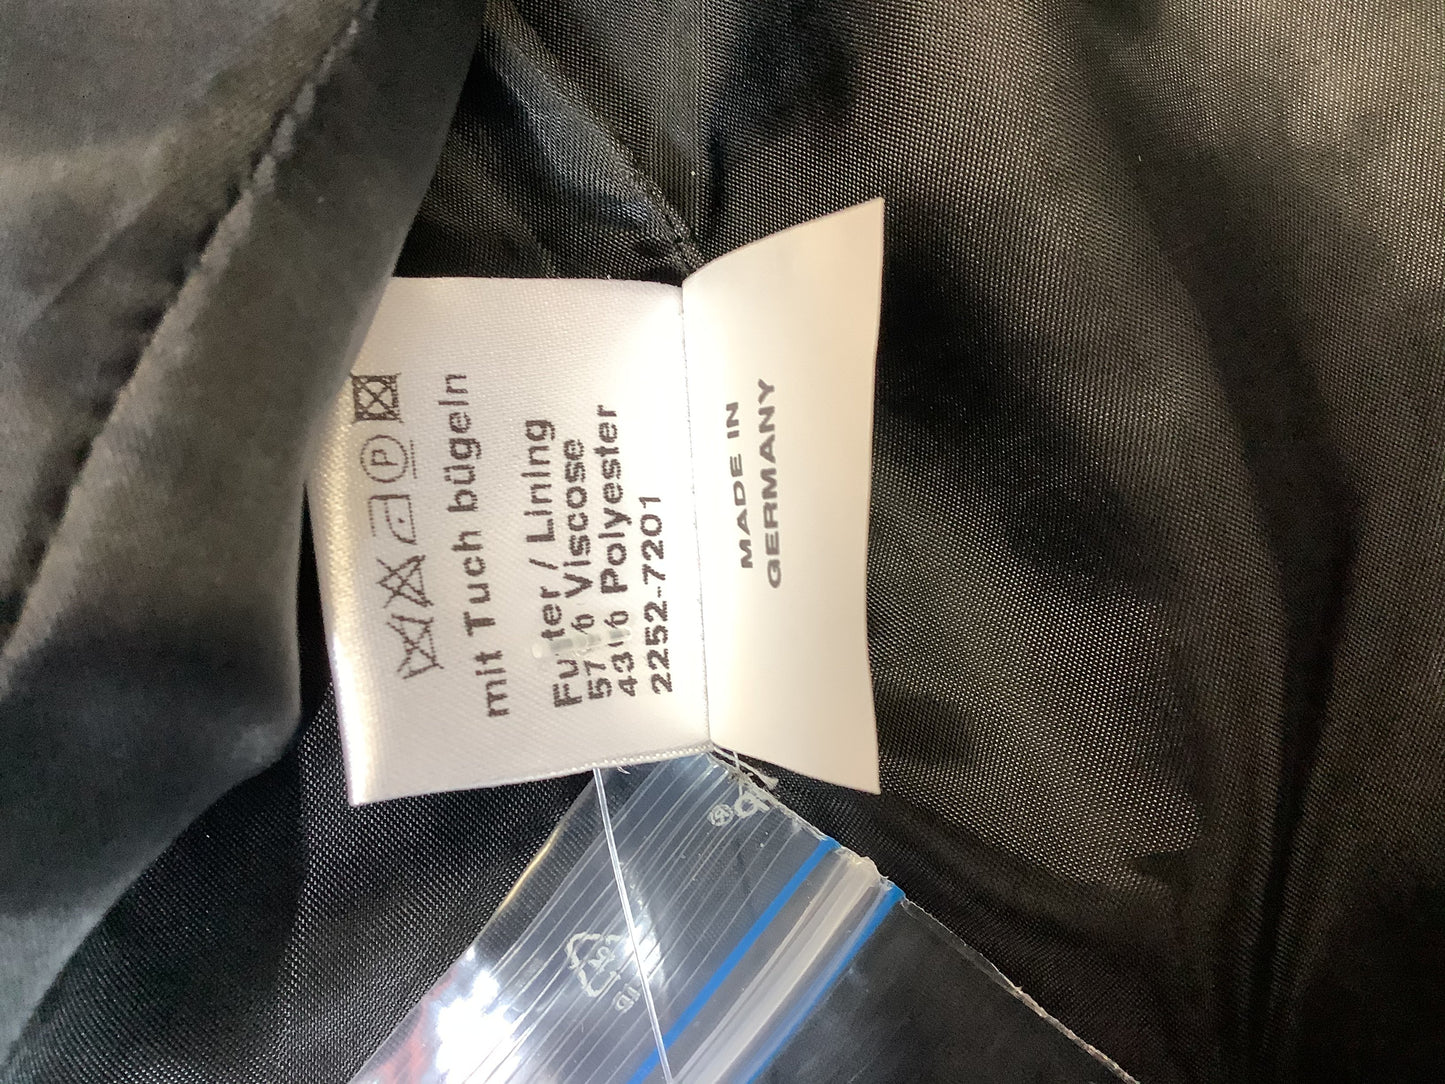 P
mit Tuch bügeln
Futter / Lining
57% Viscose
43% Polyester
2252-7201
MADE IN
GERMANY